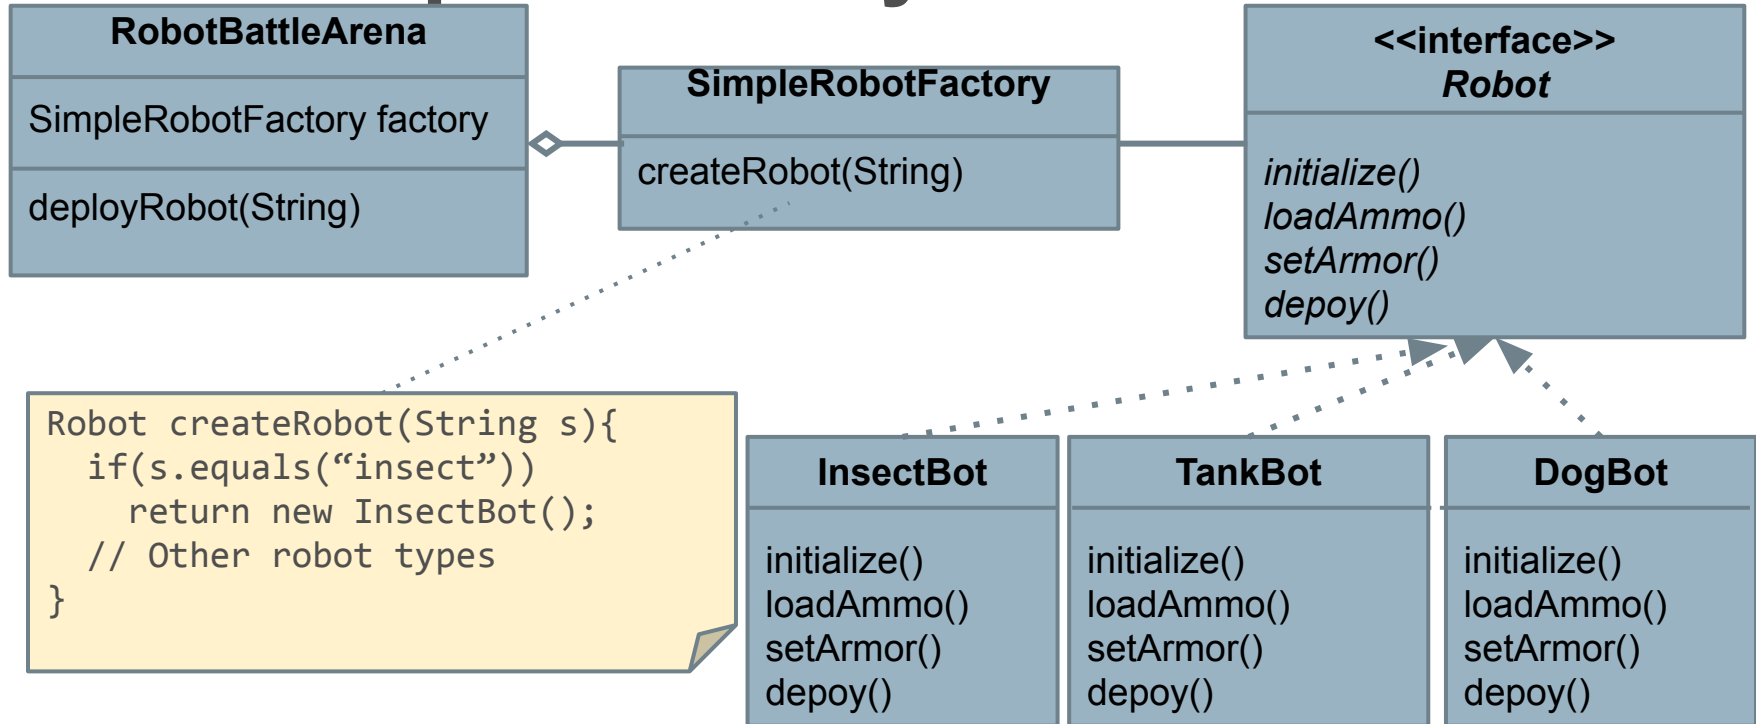 RobotBattleArena
SimpleRobotFactory factory
deployRobot(String)
SimpleRobotFactory
createRobot(String)
<<interface>>
Robot
initialize()
loadAmmo()
setArmor()
depoy()
Robot createRobot(String s){
if(s.equals(“insect”))
return new InsectBot();
// Other robot types
}
InsectBot
initialize()
loadAmmo()
setArmor()
depoy()
TankBot
initialize()
loadAmmo()
setArmor()
depoy()
DogBot
initialize()
loadAmmo()
setArmor()
depoy()